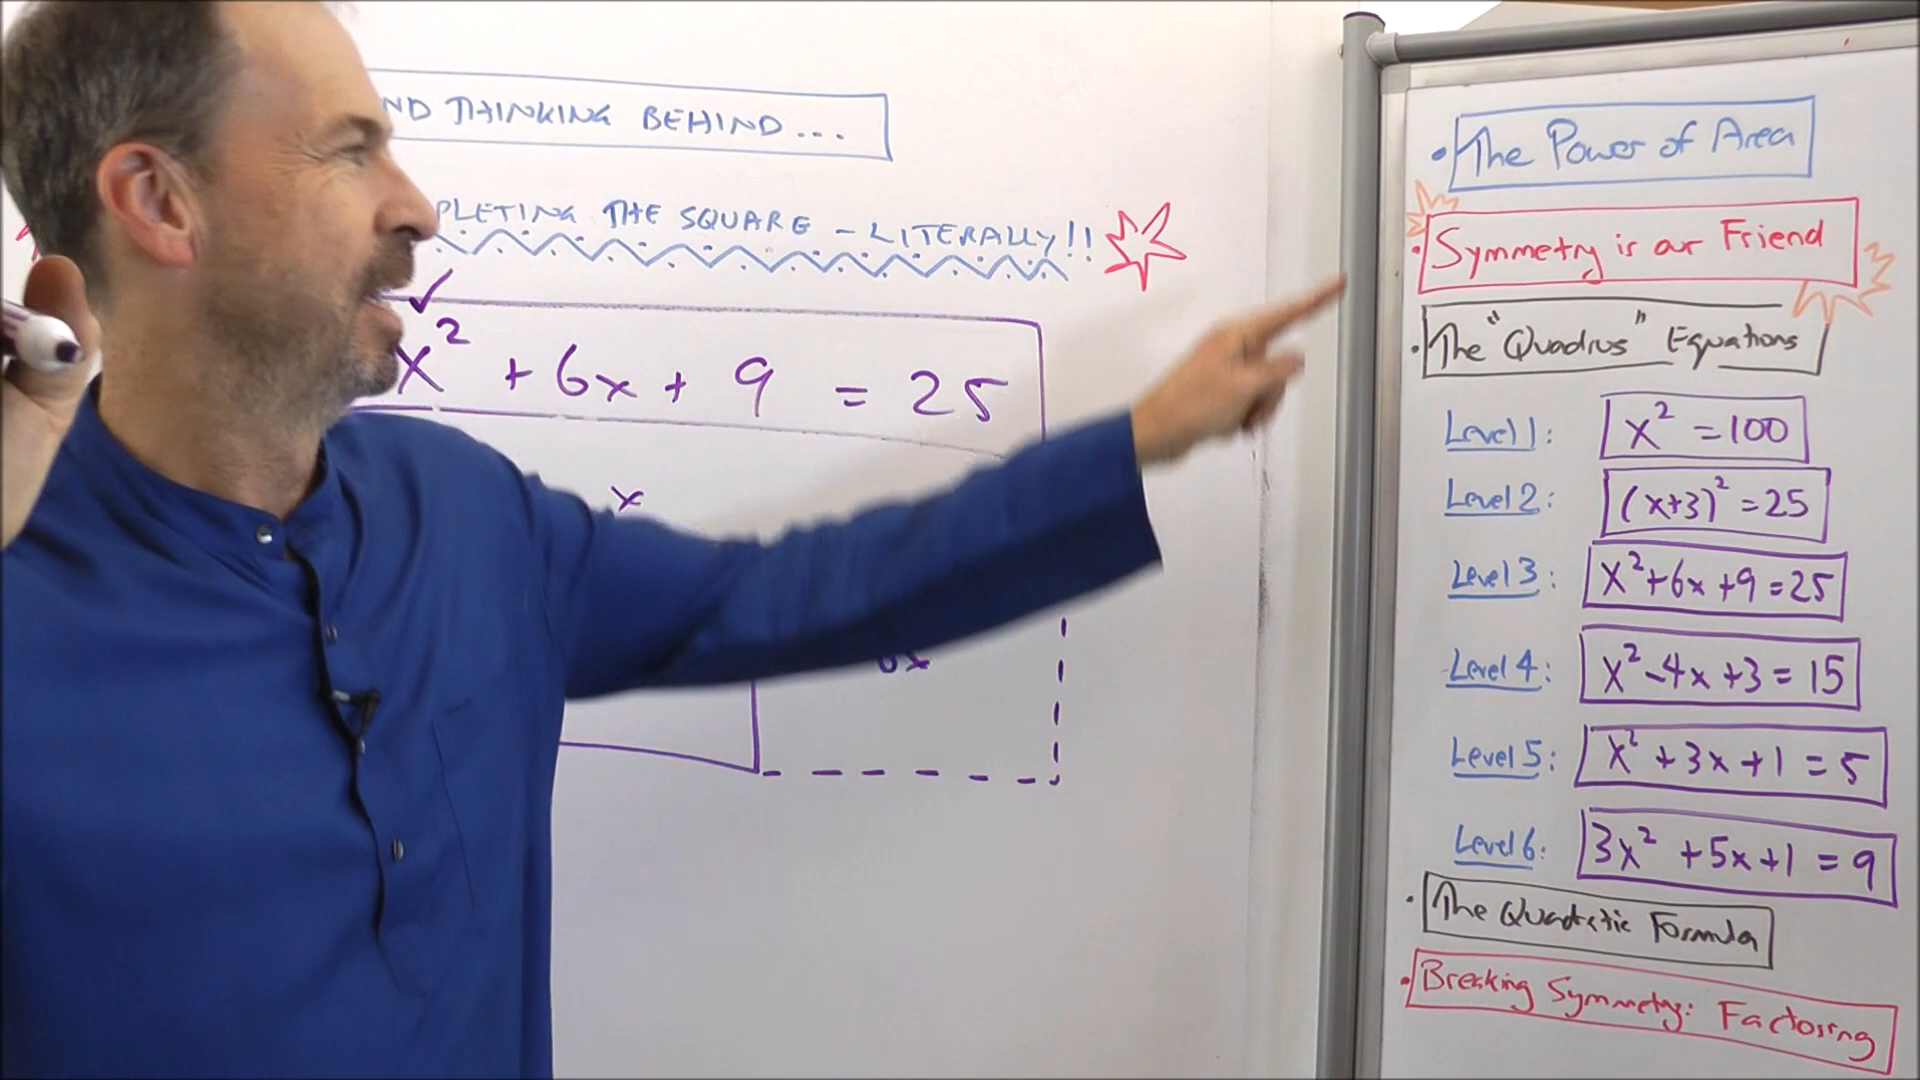 ND THINKING BEHIND...
PLETING THE SQUARE - LITERALLY!!
x² + 6x + 9 = 25
x
6x
• The Power of Area
• Symmetry is our Friend
• The "Quadrus" Equations
Level 1: x² = 100
Level 2: (x+3)² = 25
Level 3: x² + 6x + 9 = 25
Level 4: x² - 4x + 3 = 15
Level 5: x² + 3x + 1 = 5
Level 6: 3x² + 5x + 1 = 9
• The Quadratic Formula
• Breaking Symmetry: Factoring